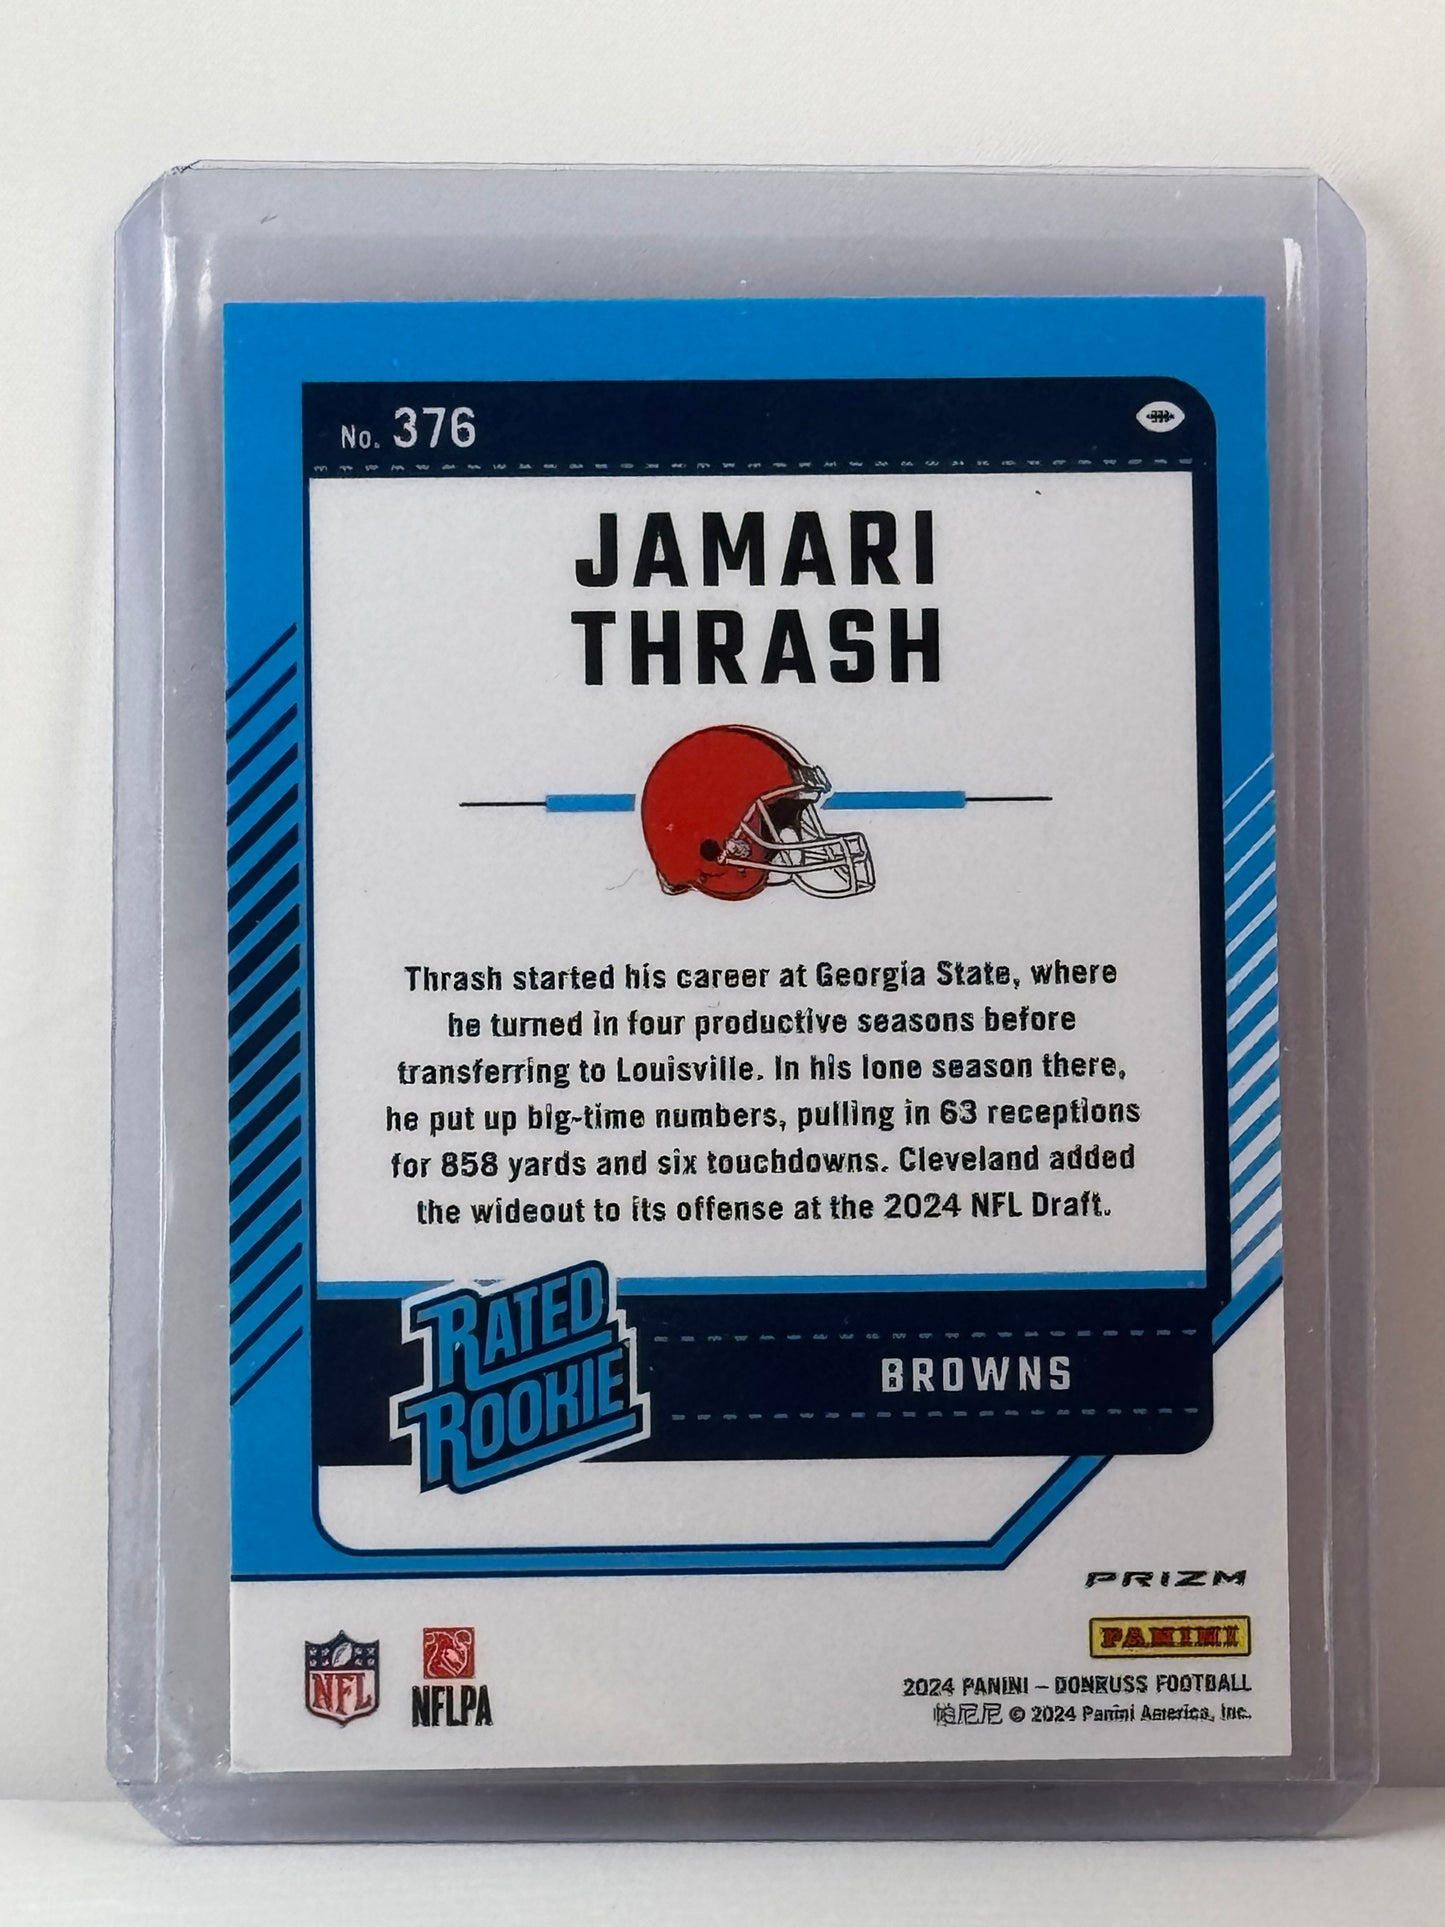 No. 376
JAMARI
THRASH
Thrash started his career at Georgia State, where
he turned in four productive seasons before
transferring to Louisville. In his lone season there,
he put up big-time numbers, pulling in 63 receptions
for 858 yards and six touchdowns. Cleveland added
the wideout to its offense at the 2024 NFL Draft.
RATED
ROOKIE
BROWNS
PRIZM
PANINI
NFL
NFLPA
2024 PANINI – DONRUSS FOOTBALL
帕尼尼 © 2024 Panini America, Inc.